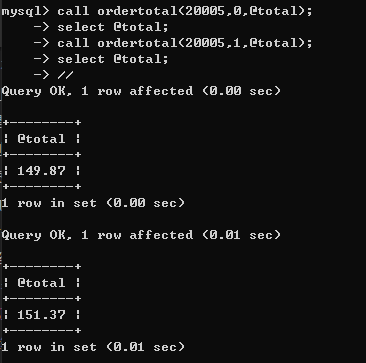 mysql> call ordertotal(20005,0,@total);
    -> select @total;
    -> call ordertotal(20005,1,@total);
    -> select @total;
    -> //
Query OK, 1 row affected (0.00 sec)
+--------+
| @total |
+--------+
| 149.87 |
+--------+
1 row in set (0.00 sec)
Query OK, 1 row affected (0.01 sec)
+--------+
| @total |
+--------+
| 151.37 |
+--------+
1 row in set (0.01 sec)